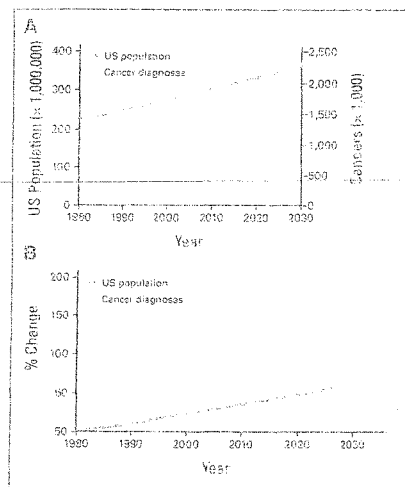 A
US Population (× 1,000,000)
400
300
200
100
0
US population
Cancer diagnoses
2,500
2,000
1,500
1,000
500
0
Cancers (× 1,000)
1980 1990 2000 2010 2020 2030
Year
B
% Change
200
150
100
50
50
US population
Cancer diagnoses
1980 1990 2000 2010 2020 2030
Year